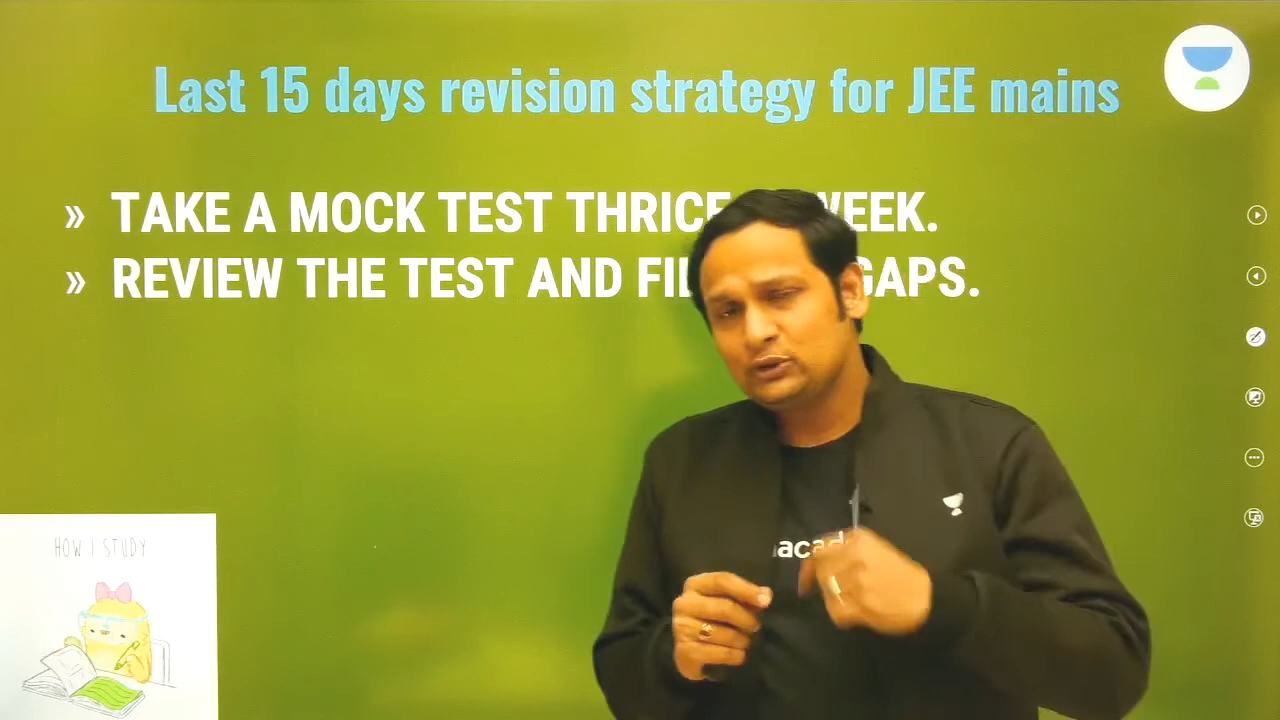 Last 15 days revision strategy for JEE mains
» TAKE A MOCK TEST THRICE WEEK.
» REVIEW THE TEST AND GAPS.
HOW I STUDY
acad